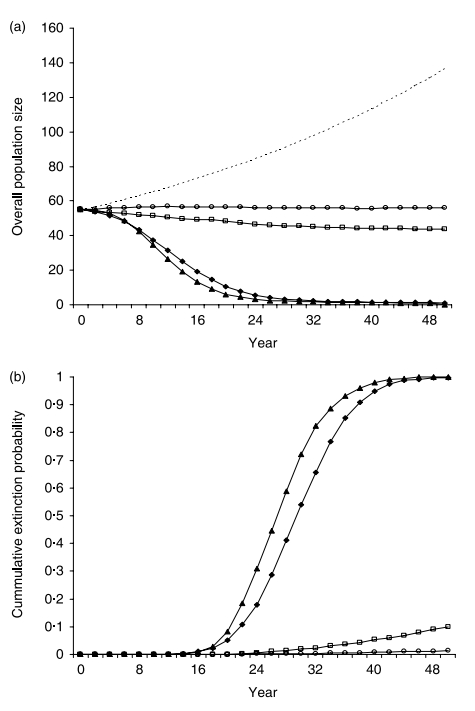 (a)
Overall population size
160
140
120
100
80
60
40
20
0
0 8 16 24 32 40 48
Year
(b)
Cummulative extinction probability
1
0·9
0·8
0·7
0·6
0·5
0·4
0·3
0·2
0·1
0
0 8 16 24 32 40 48
Year